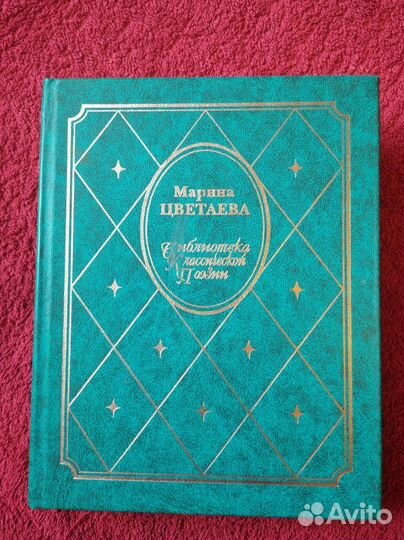 Марина
ЦВЕТАЕВА
Библиотека
Классической
Поэзии
Avito